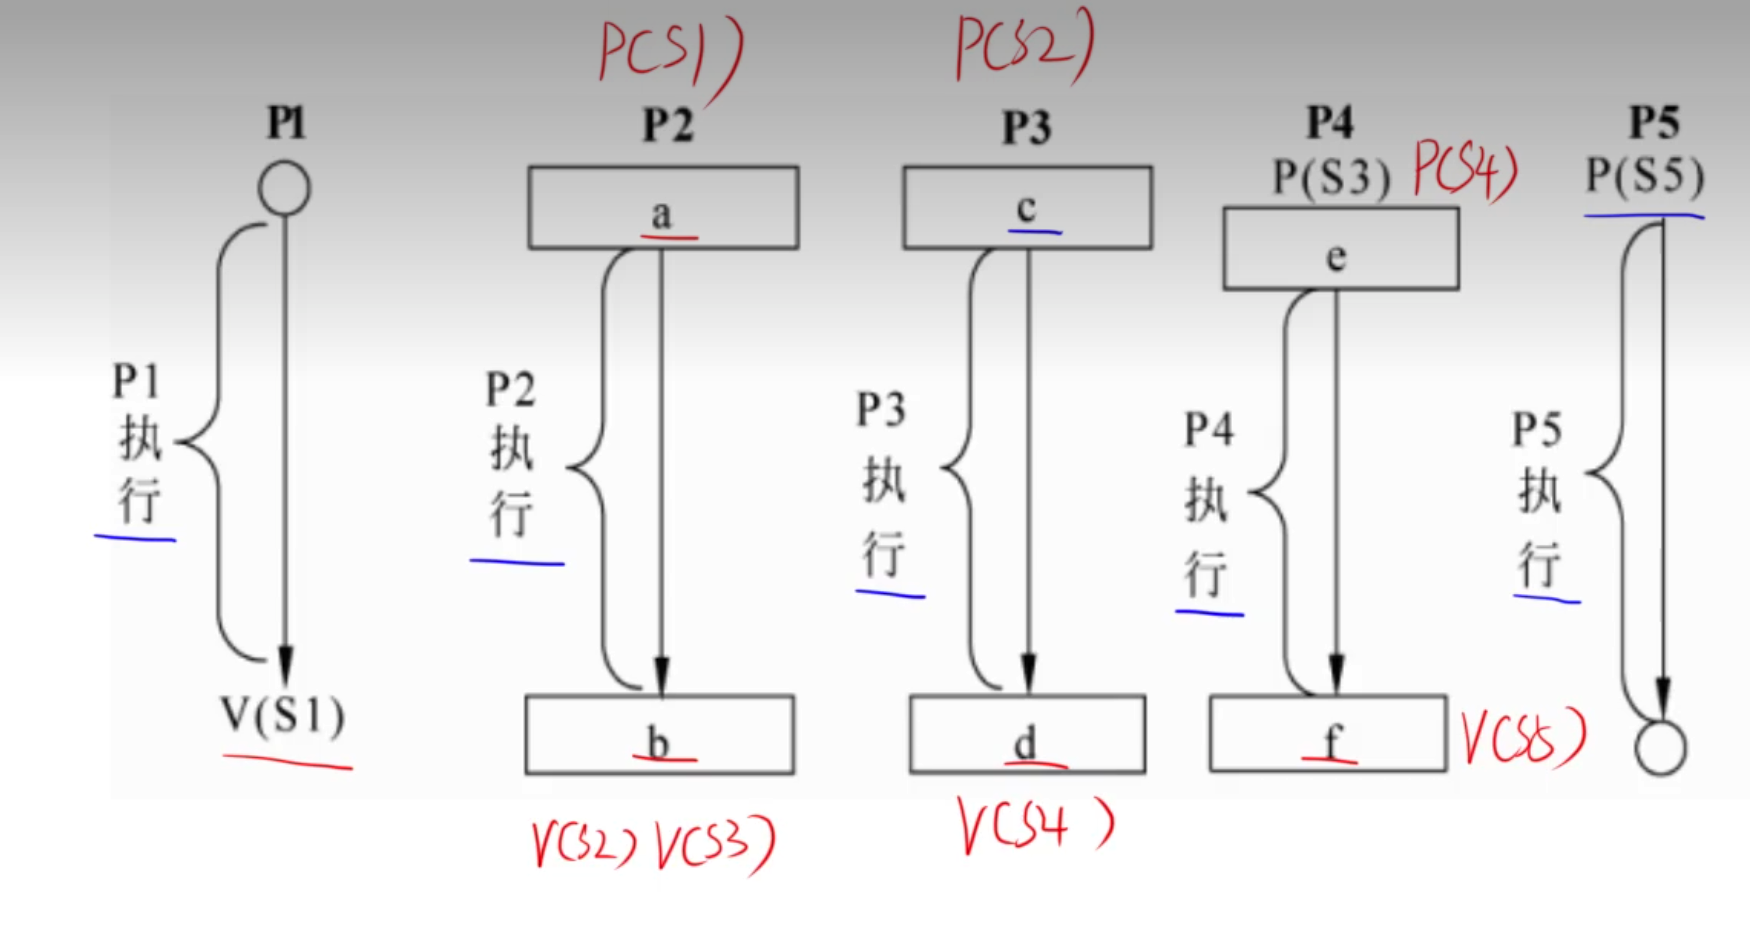 P(S1)
P(S2)
P1
P2
P3
P4
P5
P(S3) P(S4)
P(S5)
a
c
e
P1
执
行
P2
执
行
P3
执
行
P4
执
行
P5
执
行
V(S1)
b
d
f
V(S5)
V(S2) V(S3)
V(S4)